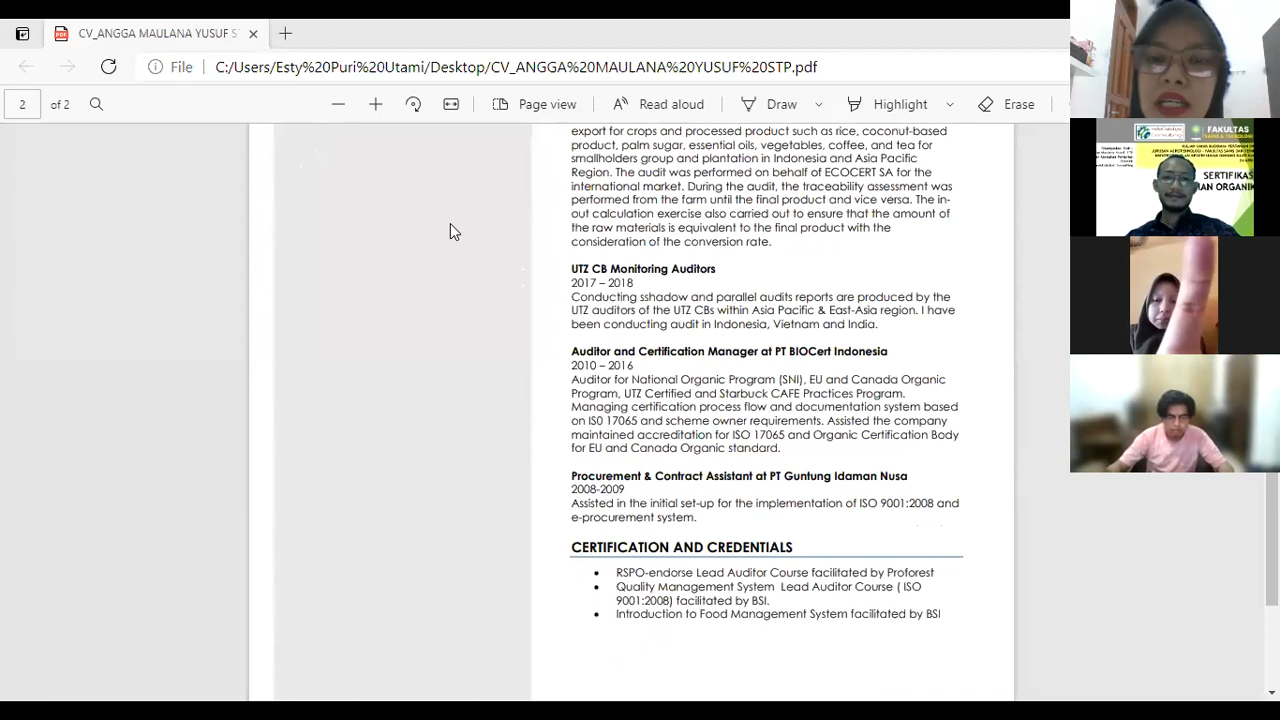 CV_ANGGA MAULANA YUSUF S
File
C:/Users/Esty%20Puri%20Utami/Desktop/CV_ANGGA%20MAULANA%20YUSUF%20STP.pdf
2 of 2
Page view
Read aloud
Draw
Highlight
Erase
export for crops and processed product such as rice, coconut-based
product, palm sugar, essential oils, vegetables, coffee, and tea for
smallholders group and plantation in Indonesia and Asia Pacific
Region. The audit was performed on behalf of ECOCERT SA for the
international market. During the audit, the traceability assessment was
performed from the farm until the final product and vice versa. The in-
out calculation exercise also carried out to ensure that the amount of
the raw materials is equivalent to the final product with the
consideration of the conversion rate.
UTZ CB Monitoring Auditors
2017 – 2018
Conducting sshadow and parallel audits reports are produced by the
UTZ auditors of the UTZ CBs within Asia Pacific & East-Asia region. I have
been conducting audit in Indonesia, Vietnam and India.
Auditor and Certification Manager at PT BIOCert Indonesia
2010 – 2016
Auditor for National Organic Program (SNI), EU and Canada Organic
Program, UTZ Certified and Starbuck CAFE Practices Program.
Managing certification process flow and documentation system based
on IS0 17065 and scheme owner requirements. Assisted the company
maintained accreditation for ISO 17065 and Organic Certification Body
for EU and Canada Organic standard.
Procurement & Contract Assistant at PT Guntung Idaman Nusa
2008-2009
Assisted in the initial set-up for the implementation of ISO 9001:2008 and
e-procurement system.
CERTIFICATION AND CREDENTIALS
• RSPO-endorse Lead Auditor Course facilitated by Proforest
• Quality Management System Lead Auditor Course ( ISO
9001:2008) facilitated by BSI.
• Introduction to Food Management System facilitated by BSI
FAKULTAS
SERTIFIKAS
AN ORGANIK